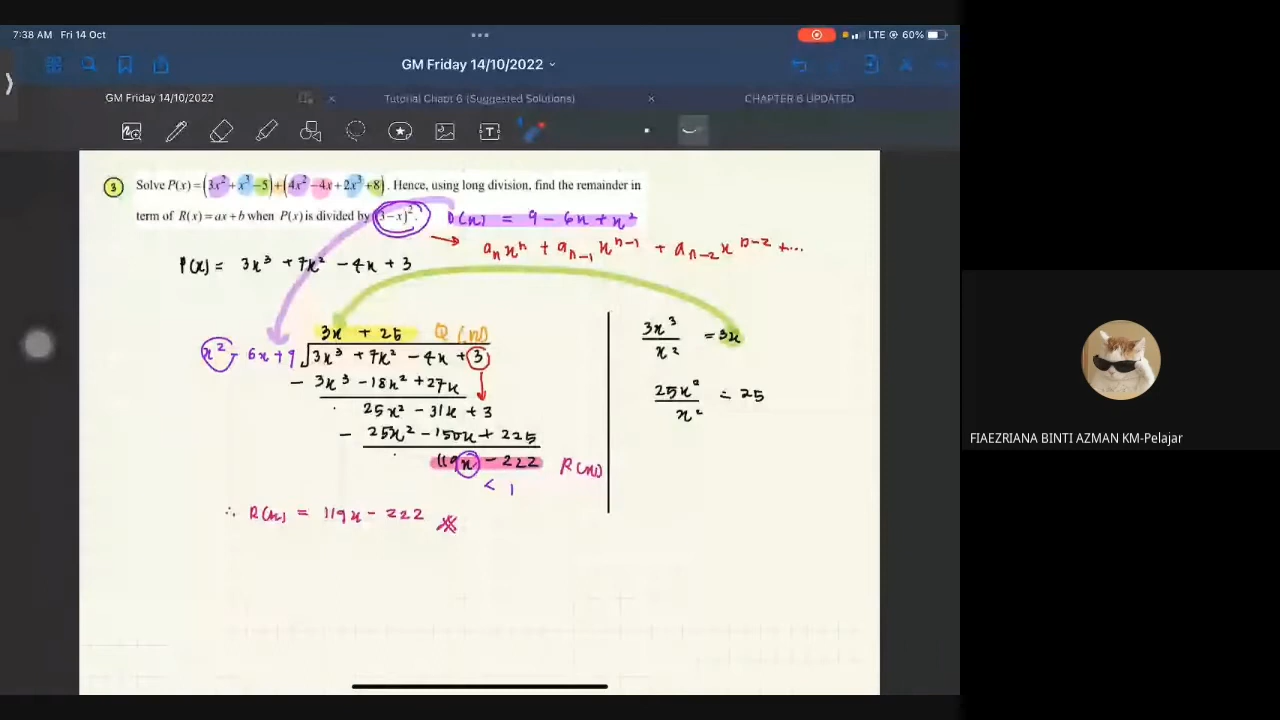 7:38 AM Fri 14 Oct
LTE 60%
GM Friday 14/10/2022
GM Friday 14/10/2022
Tutorial Chapt 6 (Suggested Solutions)
CHAPTER 6 UPDATED
3 Solve P(x) = (3x² + x³ − 5) + (4x² − 4x + 2x³ + 8). Hence, using long division, find the remainder in
term of R(x) = ax + b when P(x) is divided by (3 − x)².
D(x) = 9 − 6x + x²
→ aₙxⁿ + aₙ₋₁xⁿ⁻¹ + aₙ₋₂xⁿ⁻² + ...
P(x) = 3x³ + 7x² − 4x + 3
3x + 25 Q(x)
x² − 6x + 9 3x³ + 7x² − 4x + 3
− 3x³ − 18x² + 27x
25x² − 31x + 3
− 25x² − 150x + 225
119x − 222 R(x)
< 1
∴ R(x) = 119x − 222
3x³/x² = 3x
25x²/x² = 25
FIAEZRIANA BINTI AZMAN KM-Pelajar